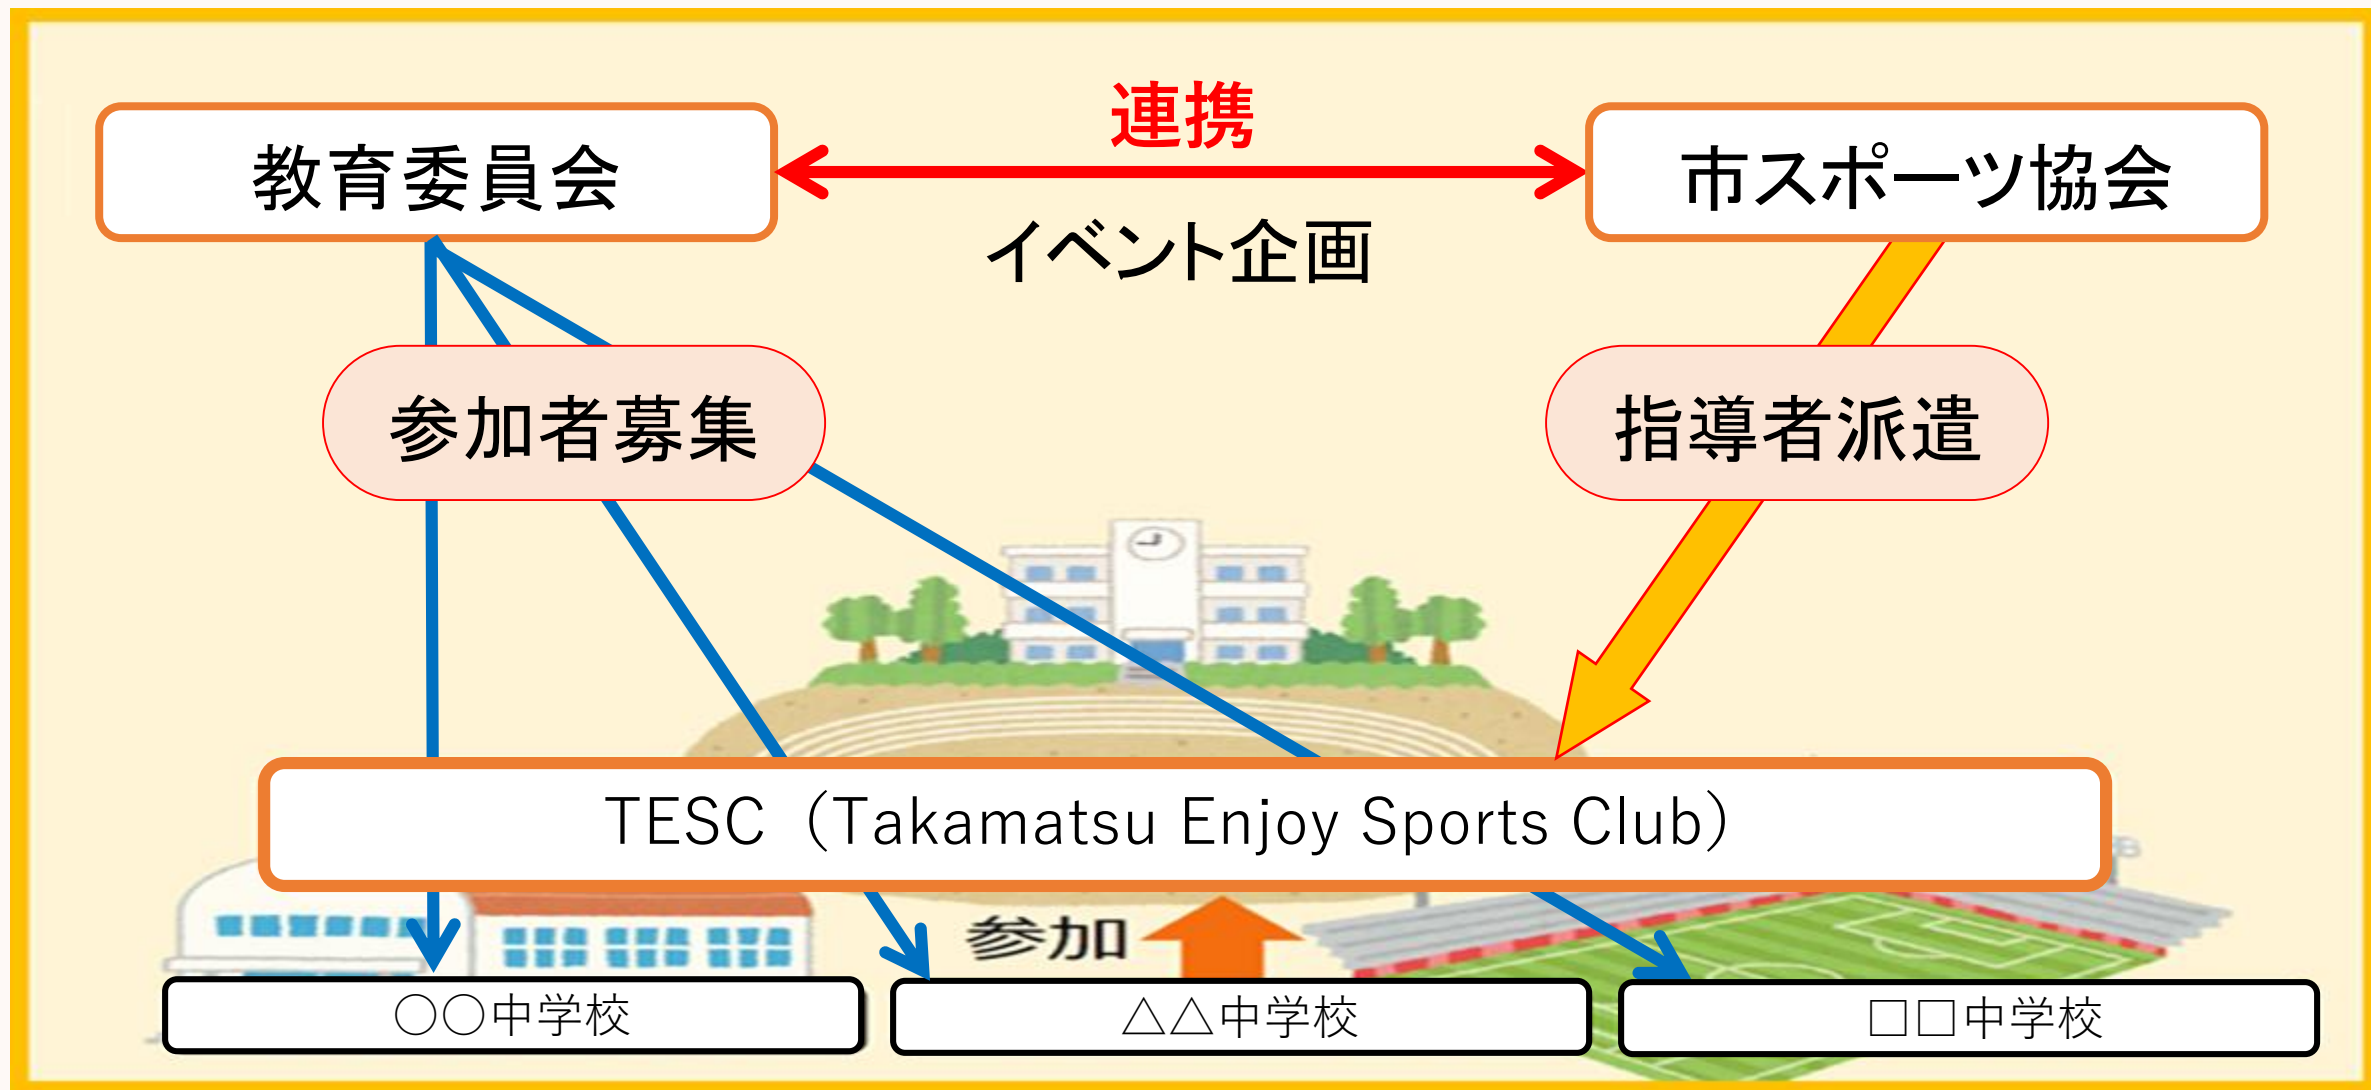 連携
教育委員会
市スポーツ協会
イベント企画
参加者募集
指導者派遣
TESC（Takamatsu Enjoy Sports Club）
参加
○○中学校
△△中学校
□□中学校